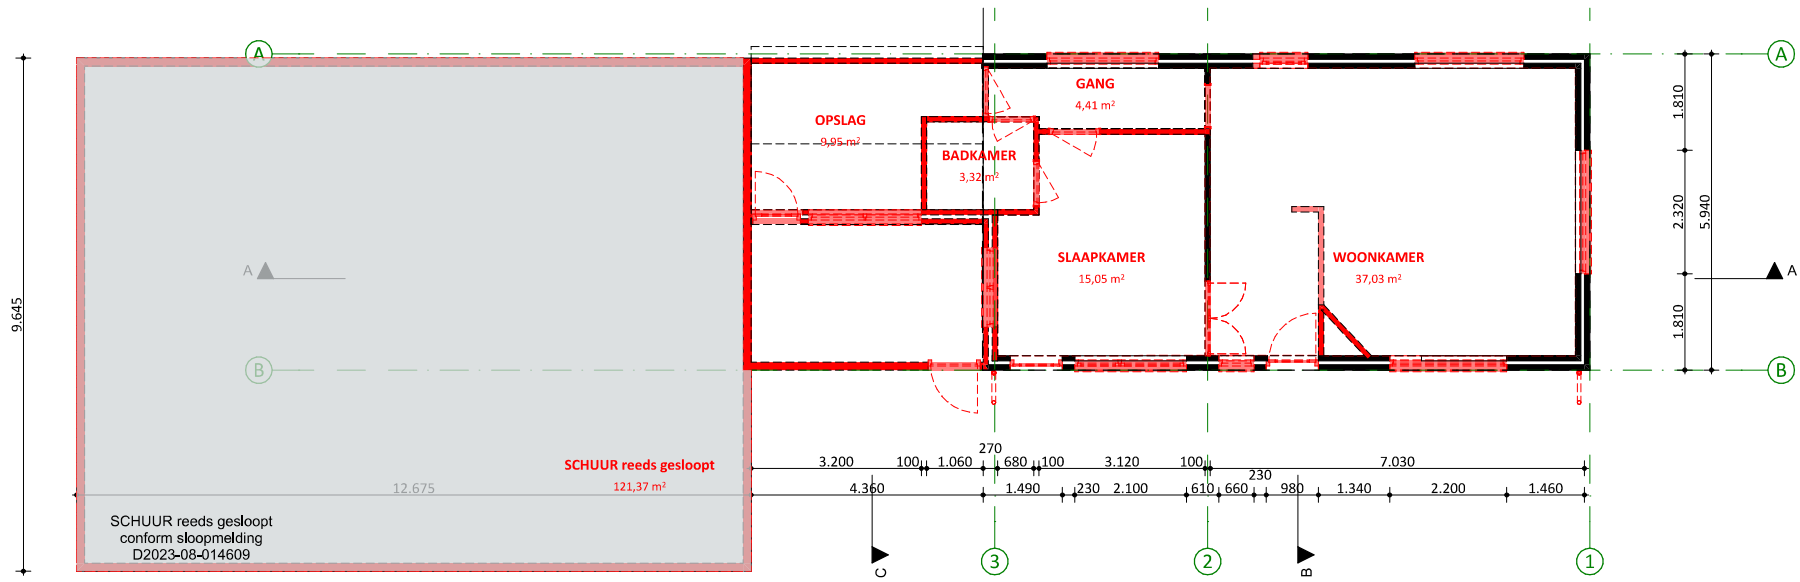 A
A
GANG
4,41 m²
OPSLAG
9,95 m²
BADKAMER
3,32 m²
1.810
2.320
5.940
1.810
9.645
A
A
SLAAPKAMER
15,05 m²
WOONKAMER
37,03 m²
B
B
SCHUUR reeds gesloopt
121,37 m²
270
3.200
100
1.060
680
100
3.120
100
230
7.030
12.675
4.360
1.490
230
2.100
610
660
980
1.340
2.200
1.460
SCHUUR reeds gesloopt
conform sloopmelding
D2023-08-014609
C
3
2
B
1